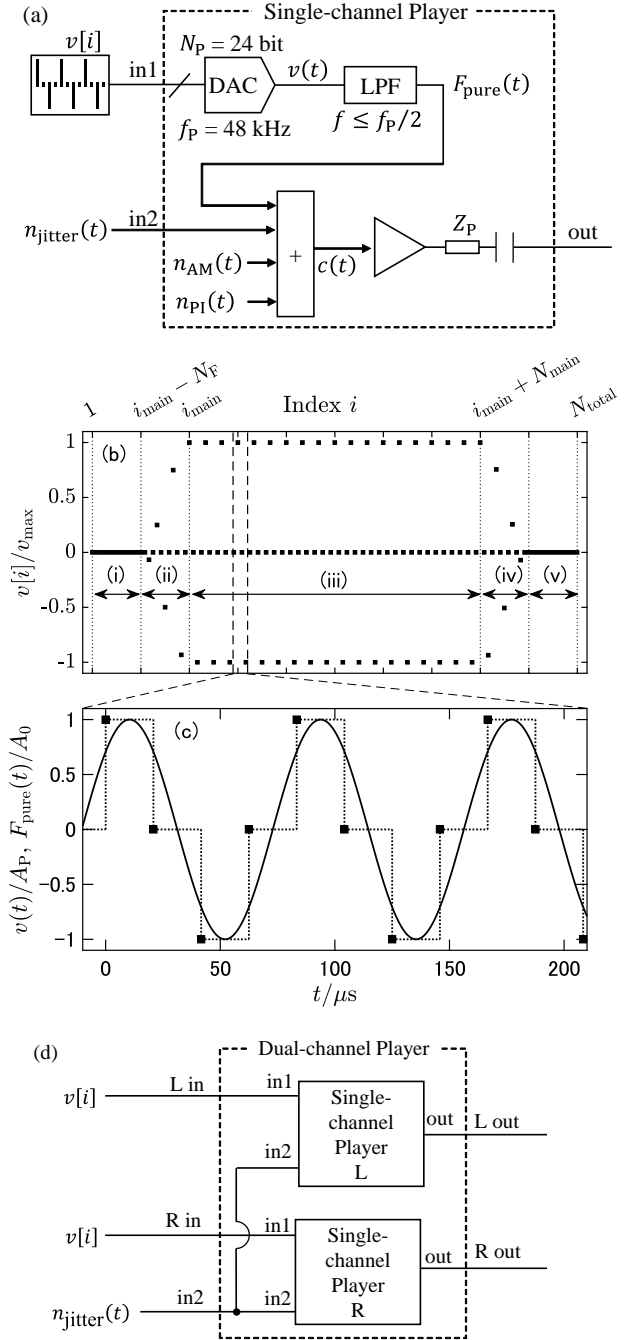 (a)
Single-channel Player
v[i]
in1
N_P = 24 bit
DAC
f_P = 48 kHz
v(t)
LPF
f ≤ f_P/2
F_pure(t)
n_jitter(t)
in2
n_AM(t)
n_PI(t)
+
c(t)
Z_P
out
1
i_main − N_F
i_main
Index i
i_main + N_main
N_total
(b)
v[i]/v_max
1
0
-0.5
-1
(i)
(ii)
(iii)
(iv)
(v)
(c)
v(t)/A_P, F_pure(t)/A_0
1
0.5
0
-0.5
-1
0
50
100
150
200
t/μs
(d)
Dual-channel Player
v[i]
L in
in1
Single-
channel
Player
L
out
L out
in2
v[i]
R in
in1
Single-
channel
Player
R
out
R out
n_jitter(t)
in2
in2